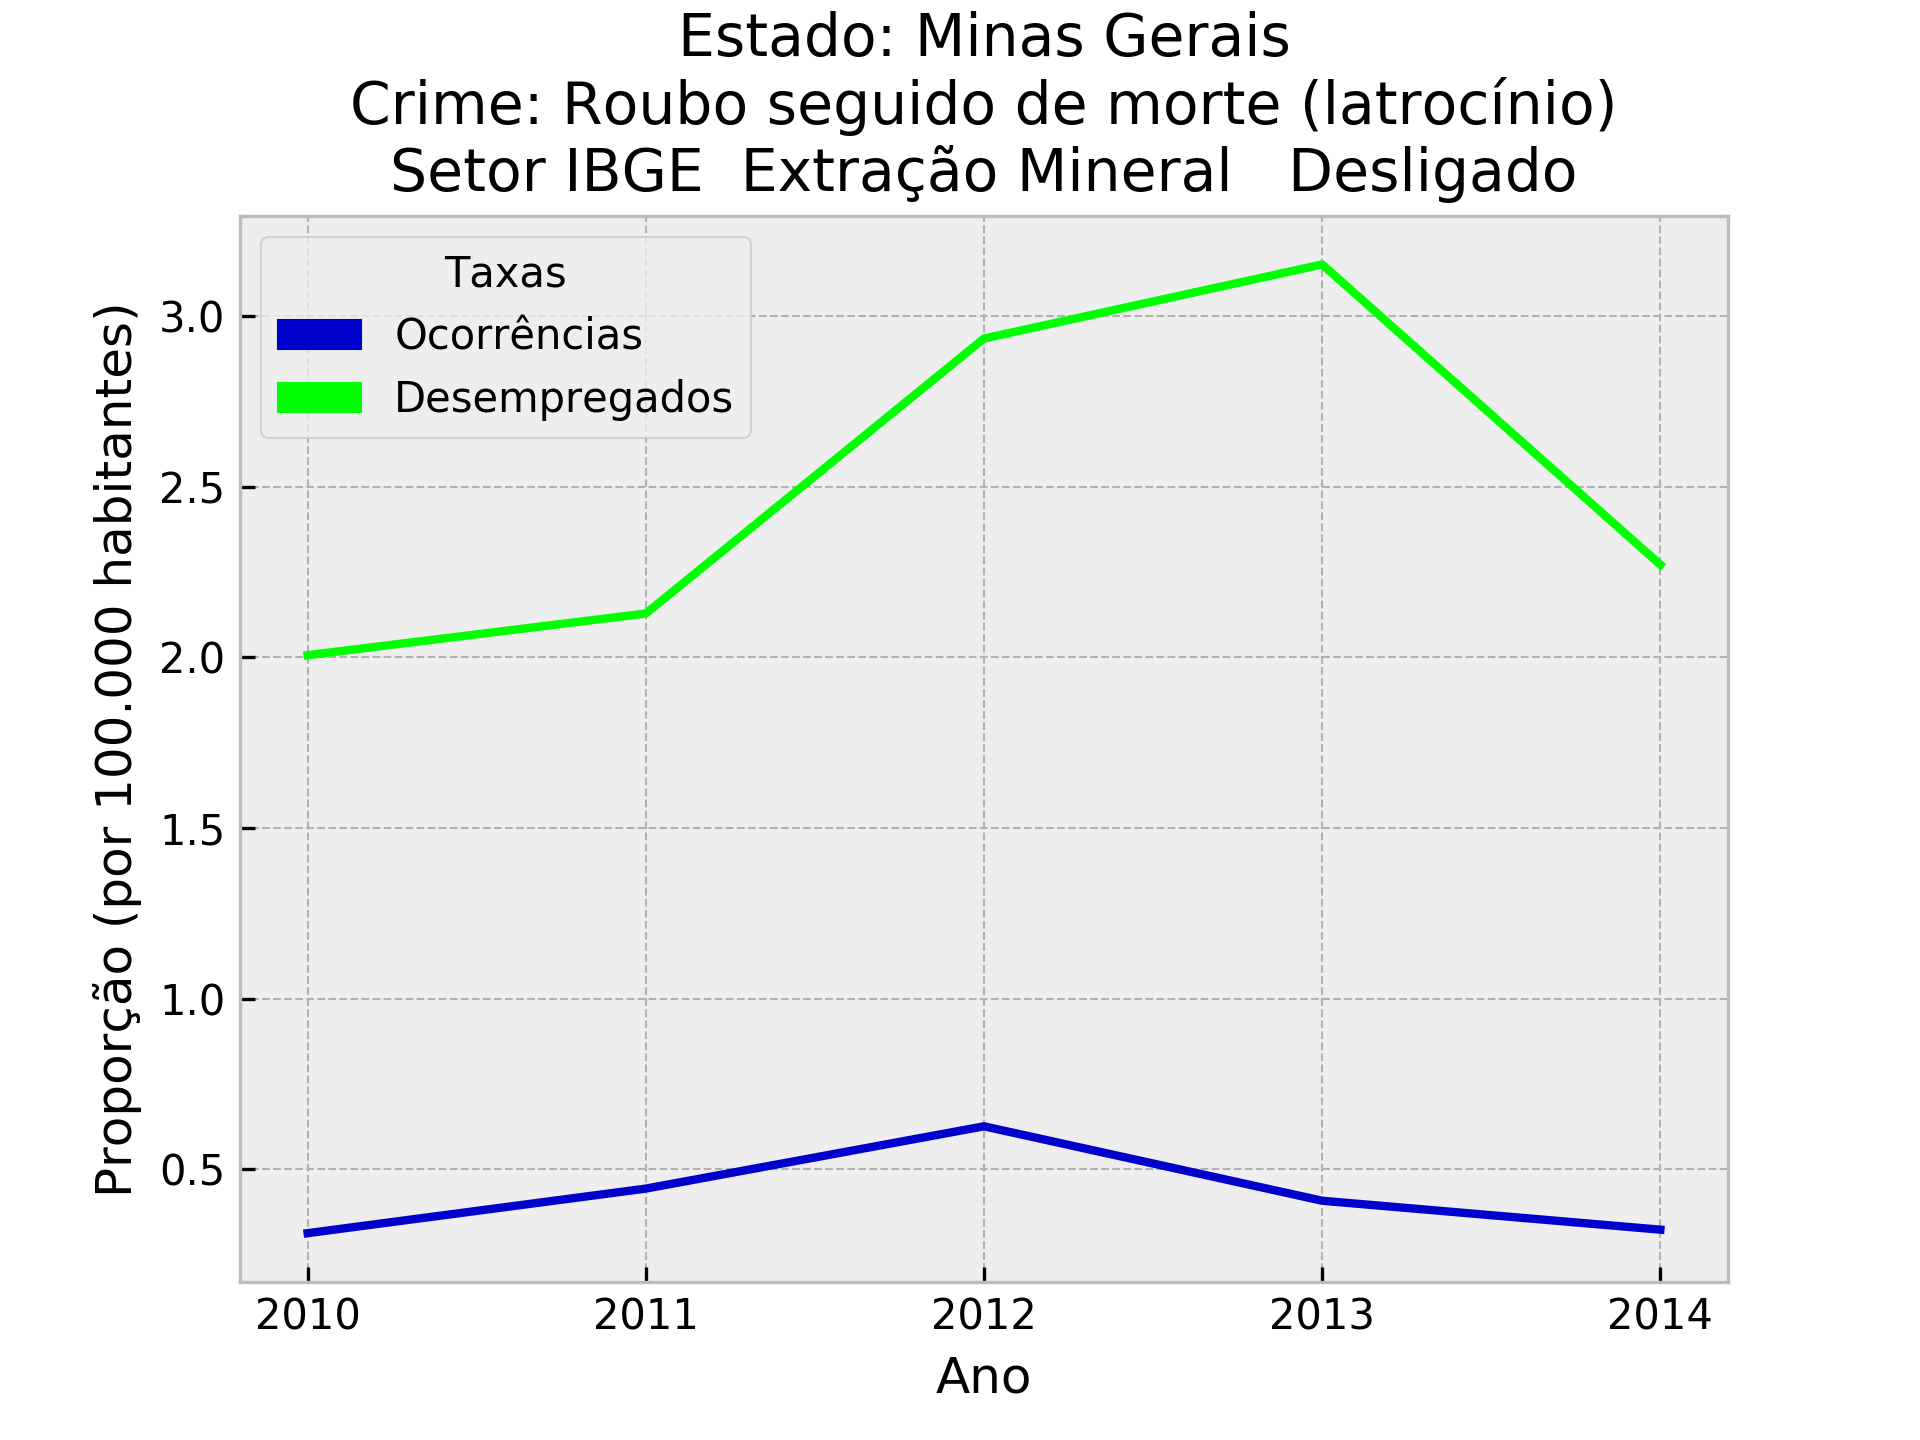 Estado: Minas Gerais
Crime: Roubo seguido de morte (latrocínio)
Setor IBGE  Extração Mineral   Desligado
Taxas
Ocorrências
Desempregados
Proporção (por 100.000 habitantes)
3.0
2.5
2.0
1.5
1.0
0.5
2010 2011 2012 2013 2014
Ano